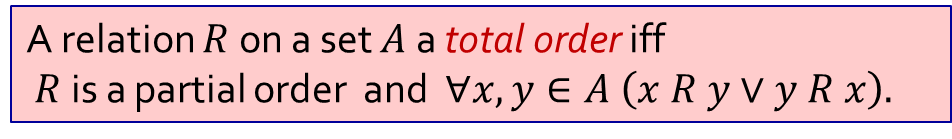 A relation 𝑅 on a set 𝐴 a total order iff
𝑅 is a partial order and ∀𝑥, 𝑦 ∈ 𝐴 (𝑥 𝑅 𝑦 ∨ 𝑦 𝑅 𝑥).